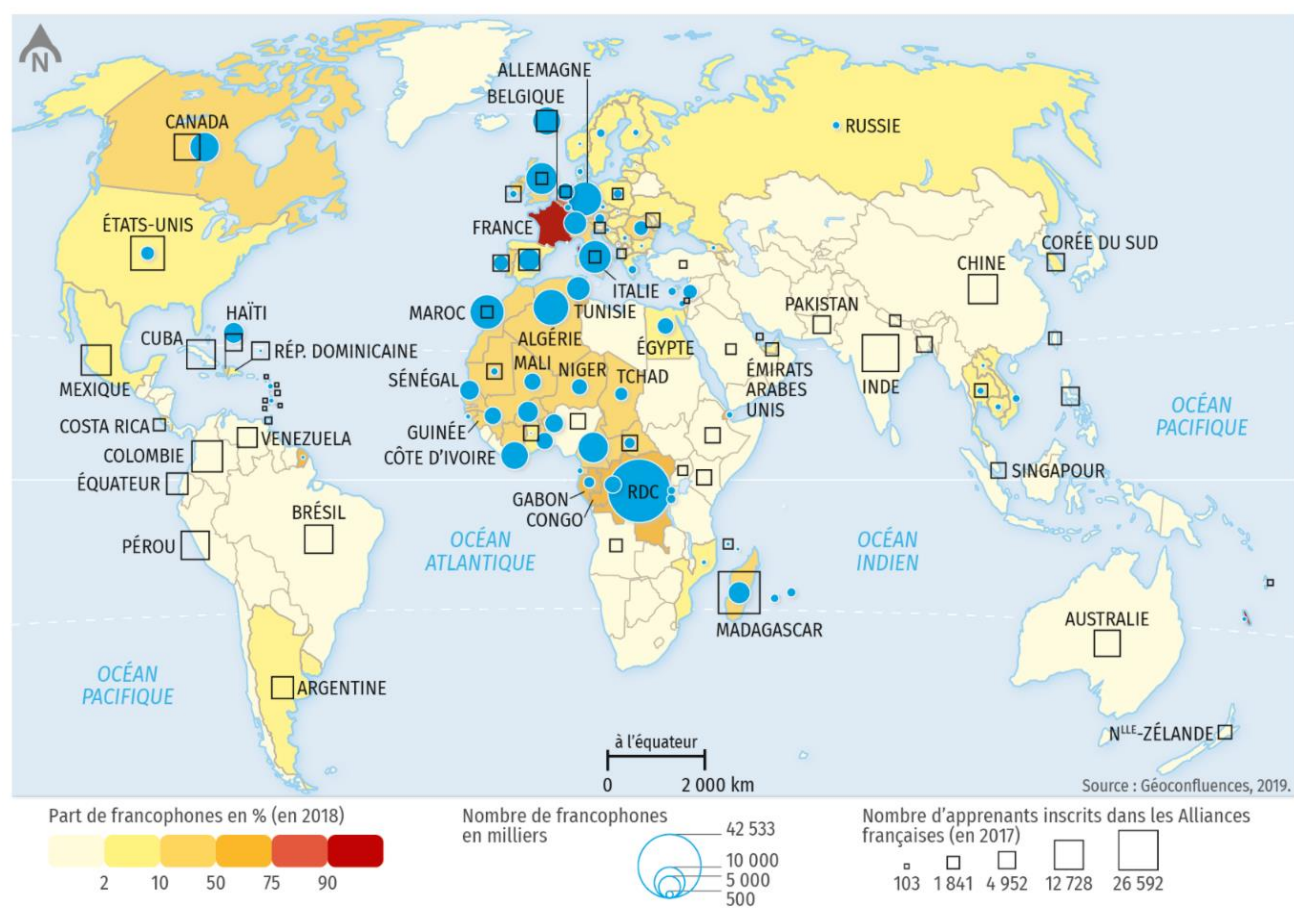 N
ALLEMAGNE
BELGIQUE
CANADA
RUSSIE
ÉTATS-UNIS
FRANCE
CORÉE DU SUD
CHINE
ITALIE
HAÏTI
MAROC
TUNISIE
PAKISTAN
CUBA
RÉP. DOMINICAINE
ALGÉRIE
ÉGYPTE
MEXIQUE
SÉNÉGAL
MALI
NIGER
TCHAD
ÉMIRATS
ARABES
UNIS
INDE
OCÉAN
PACIFIQUE
COSTA RICA
VENEZUELA
GUINÉE
COLOMBIE
CÔTE D'IVOIRE
SINGAPOUR
ÉQUATEUR
GABON
CONGO
RDC
BRÉSIL
PÉROU
OCÉAN
ATLANTIQUE
OCÉAN
INDIEN
MADAGASCAR
AUSTRALIE
OCÉAN
PACIFIQUE
ARGENTINE
NLLE-ZÉLANDE
à l'équateur
0 2 000 km
Source : Géoconfluences, 2019.
Part de francophones en % (en 2018)
2 10 50 75 90
Nombre de francophones
en milliers
42 533
10 000
5 000
500
Nombre d'apprenants inscrits dans les Alliances
françaises (en 2017)
103 1 841 4 952 12 728 26 592